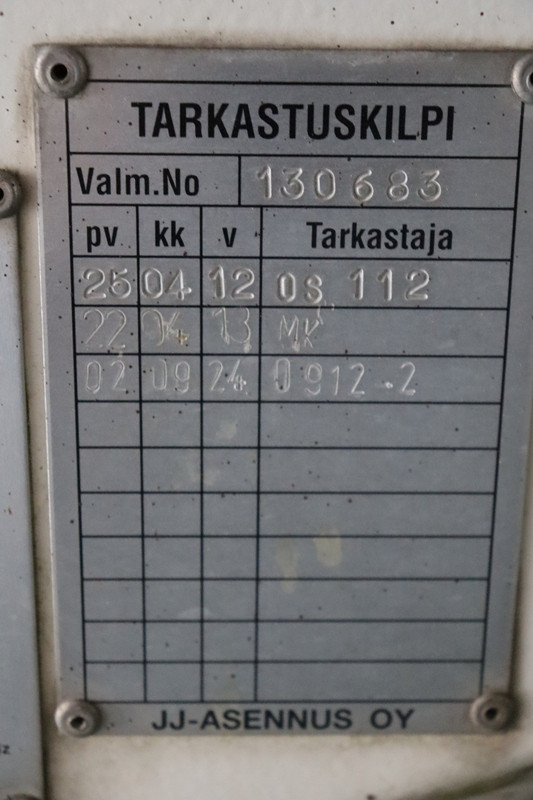 TARKASTUSKILPI
Valm.No 130683
pv kk v Tarkastaja
25 04 12 OS 112
22 04 13 MK
02 09 24 0912-2
JJ-ASENNUS OY